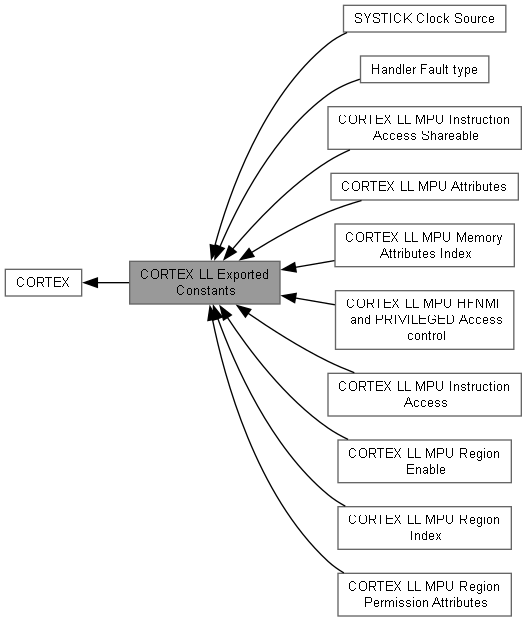 SYSTICK Clock Source
Handler Fault type
CORTEX LL MPU Instruction
Access Shareable
CORTEX LL MPU Attributes
CORTEX LL MPU Memory
Attributes Index
CORTEX
CORTEX LL Exported
Constants
CORTEX LL MPU HFNMI
and PRIVILEGED Access
control
CORTEX LL MPU Instruction
Access
CORTEX LL MPU Region
Enable
CORTEX LL MPU Region
Index
CORTEX LL MPU Region
Permission Attributes